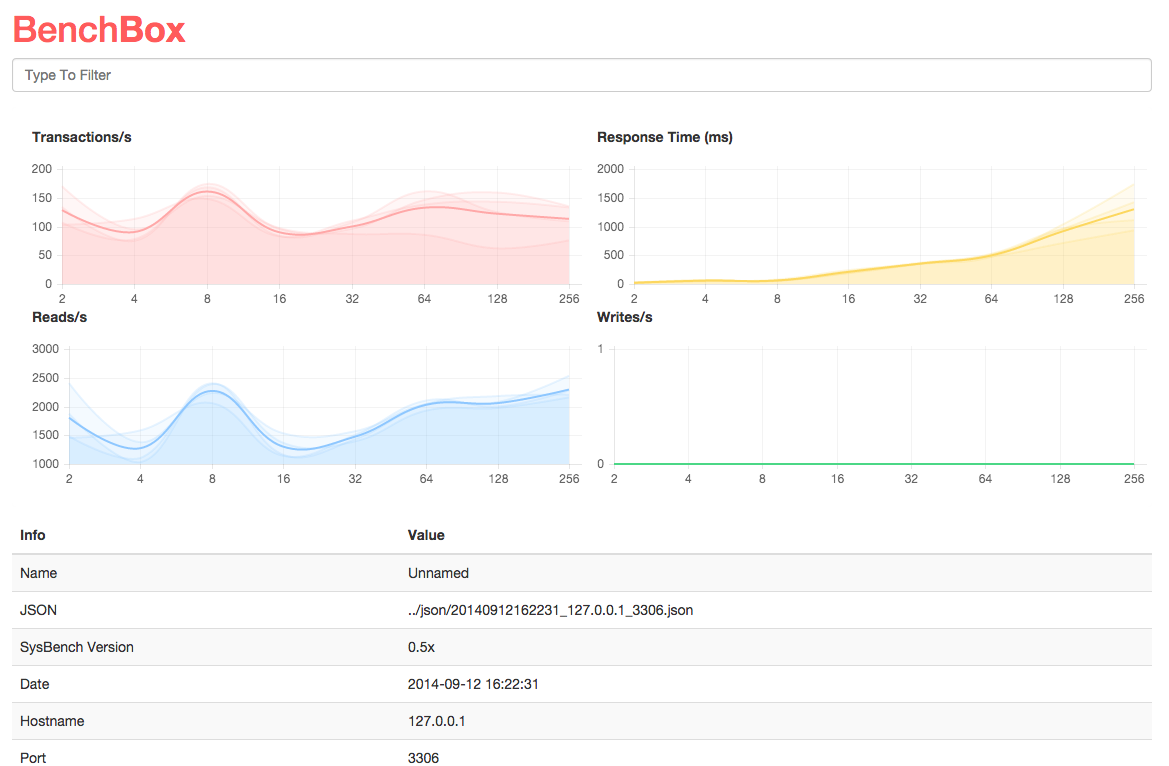 BenchBox
Type To Filter
Transactions/s
200
150
100
50
0
2 4 8 16 32 64 128 256
Response Time (ms)
2000
1500
1000
500
0
2 4 8 16 32 64 128 256
Reads/s
3000
2500
2000
1500
1000
2 4 8 16 32 64 128 256
Writes/s
1
0
2 4 8 16 32 64 128 256
Info Value
Name Unnamed
JSON ../json/20140912162231_127.0.0.1_3306.json
SysBench Version 0.5x
Date 2014-09-12 16:22:31
Hostname 127.0.0.1
Port 3306